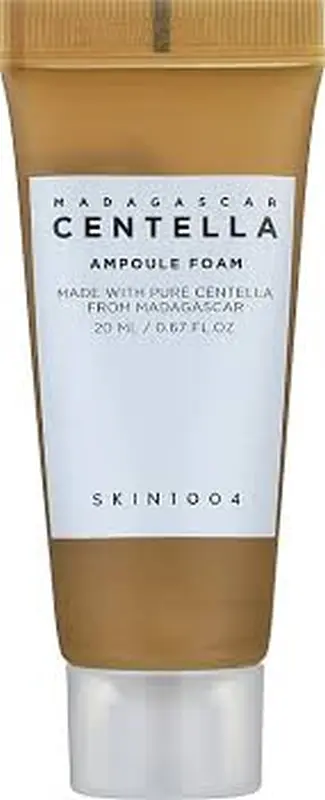 MADAGASCAR
CENTELLA
AMPOULE FOAM
MADE WITH PURE CENTELLA
FROM MADAGASCAR
20 ML / 0.67 FL.OZ
SKIN1004